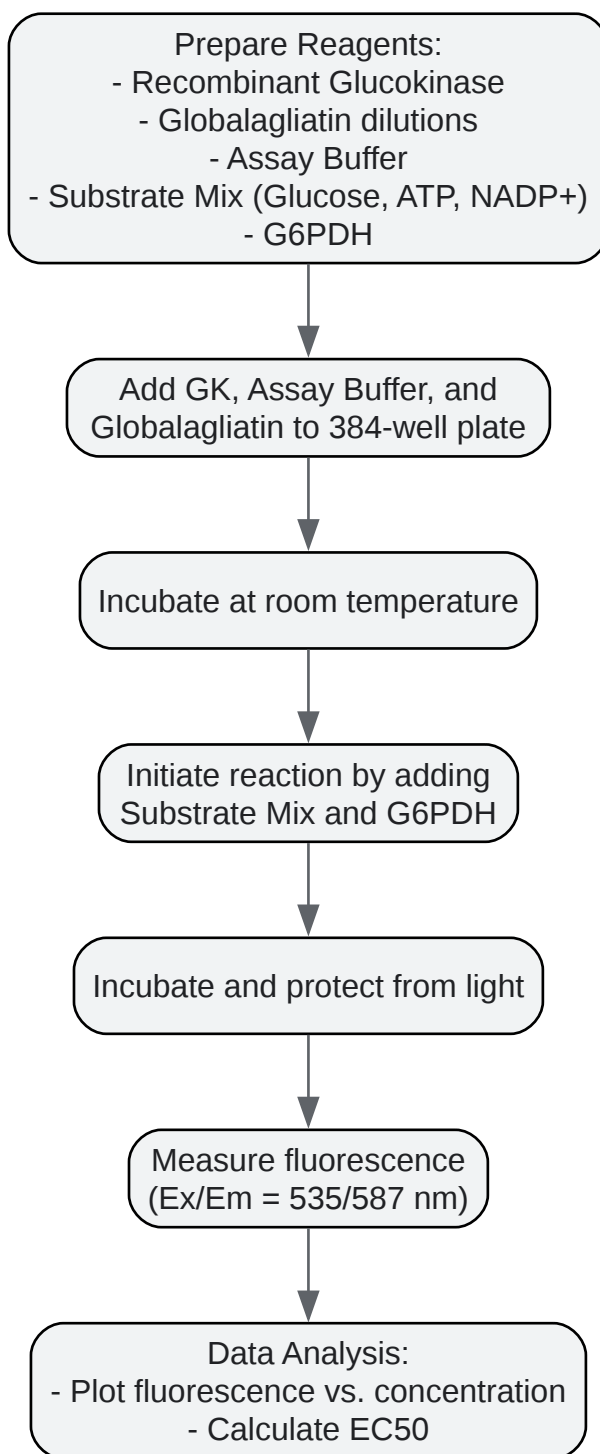 Prepare Reagents:
- Recombinant Glucokinase
- Globalagliatin dilutions
- Assay Buffer
- Substrate Mix (Glucose, ATP, NADP+)
- G6PDH
Add GK, Assay Buffer, and
Globalagliatin to 384-well plate
Incubate at room temperature
Initiate reaction by adding
Substrate Mix and G6PDH
Incubate and protect from light
Measure fluorescence
(Ex/Em = 535/587 nm)
Data Analysis:
- Plot fluorescence vs. concentration
- Calculate EC50